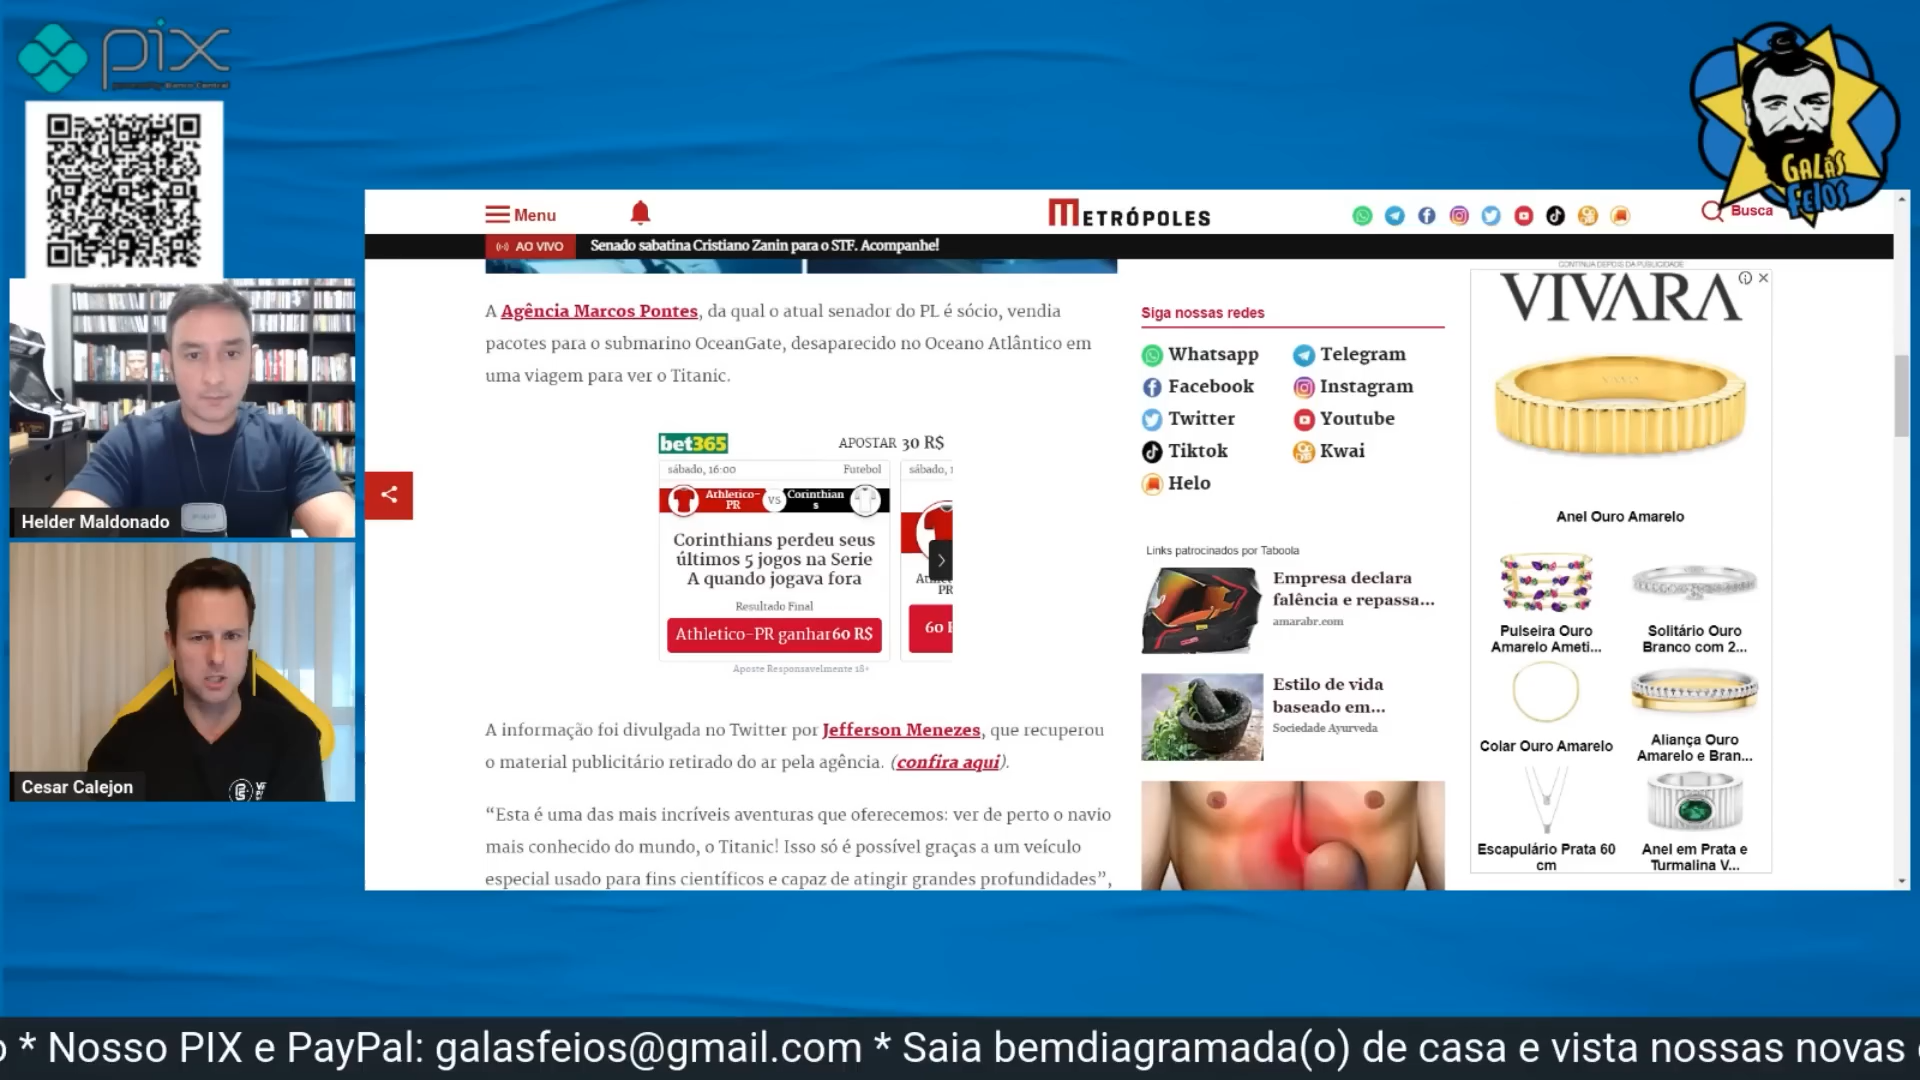 pix
powered by Banco Central
GALÃS
FEIOS
Menu
METRÓPOLES
Busca
AO VIVO
Senado sabatina Cristiano Zanin para o STF. Acompanhe!
A Agência Marcos Pontes, da qual o atual senador do PL é sócio, vendia
pacotes para o submarino OceanGate, desaparecido no Oceano Atlântico em
uma viagem para ver o Titanic.
bet365
APOSTAR 30 R$
sábado, 16:00
Futebol
Athletico-
PR
VS
Corinthian
s
Corinthians perdeu seus
últimos 5 jogos na Serie
A quando jogava fora
Resultado Final
Athletico-PR ganhar 60 R$
Aposte Responsavelmente 18+
A informação foi divulgada no Twitter por Jefferson Menezes, que recuperou
o material publicitário retirado do ar pela agência. (confira aqui).
“Esta é uma das mais incríveis aventuras que oferecemos: ver de perto o navio
mais conhecido do mundo, o Titanic! Isso só é possível graças a um veículo
especial usado para fins científicos e capaz de atingir grandes profundidades”,
Siga nossas redes
Whatsapp
Telegram
Facebook
Instagram
Twitter
Youtube
Tiktok
Kwai
Helo
Links patrocinados por Taboola
Empresa declara
falência e repassa...
amarabr.com
Estilo de vida
baseado em...
Sociedade Ayurveda
CONTINUA DEPOIS DA PUBLICIDADE
VIVARA
Anel Ouro Amarelo
Pulseira Ouro
Amarelo Ameti...
Solitário Ouro
Branco com 2...
Colar Ouro Amarelo
Aliança Ouro
Amarelo e Bran...
Escapulário Prata 60
cm
Anel em Prata e
Turmalina V...
Helder Maldonado
Cesar Calejon
o * Nosso PIX e PayPal: galasfeios@gmail.com * Saia bemdiagramada(o) de casa e vista nossas novas